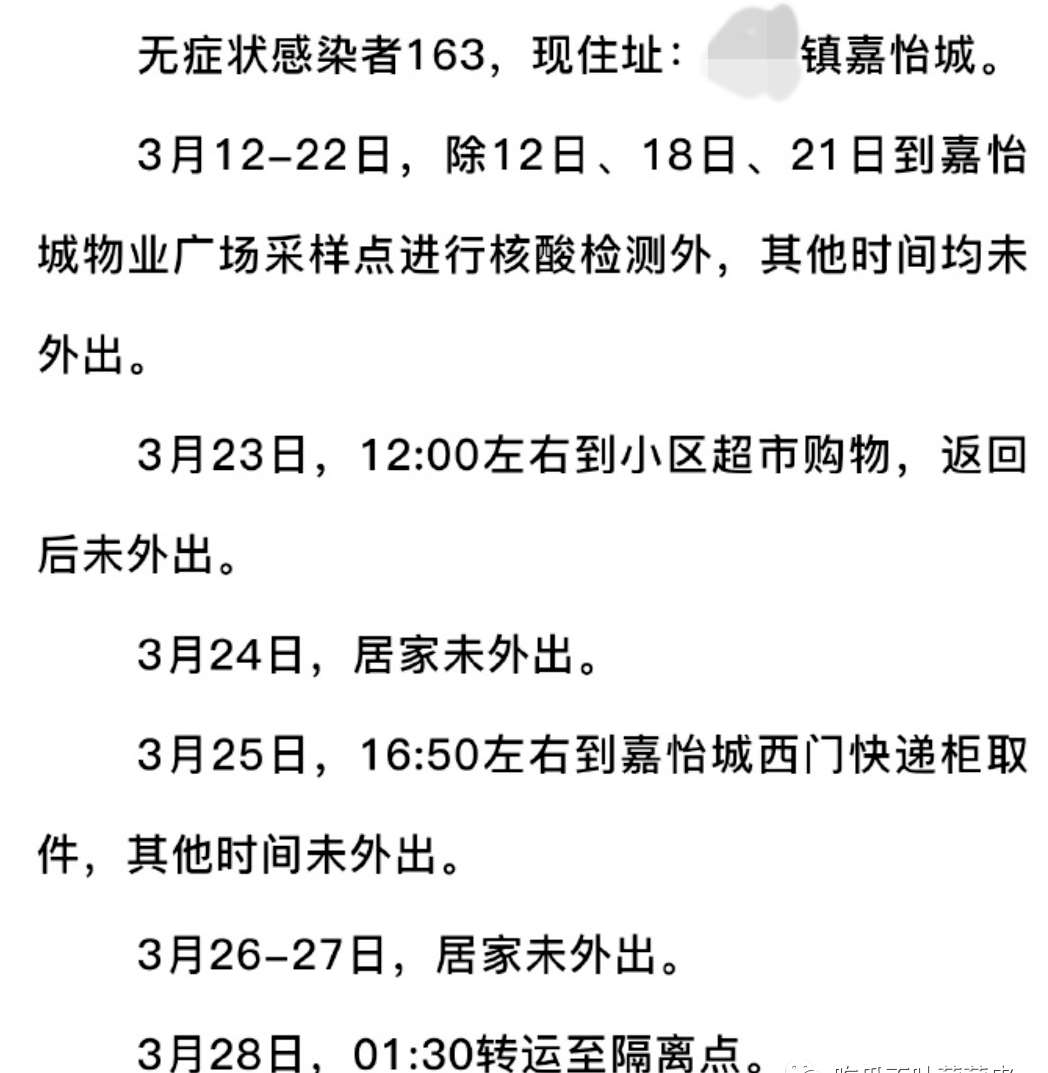 无症状感染者163，现住址：镇嘉怡城。
3月12-22日，除12日、18日、21日到嘉怡
城物业广场采样点进行核酸检测外，其他时间均未
外出。
3月23日，12:00左右到小区超市购物，返回
后未外出。
3月24日，居家未外出。
3月25日，16:50左右到嘉怡城西门快递柜取
件，其他时间未外出。
3月26-27日，居家未外出。
3月28日，01:30转运至隔离点。